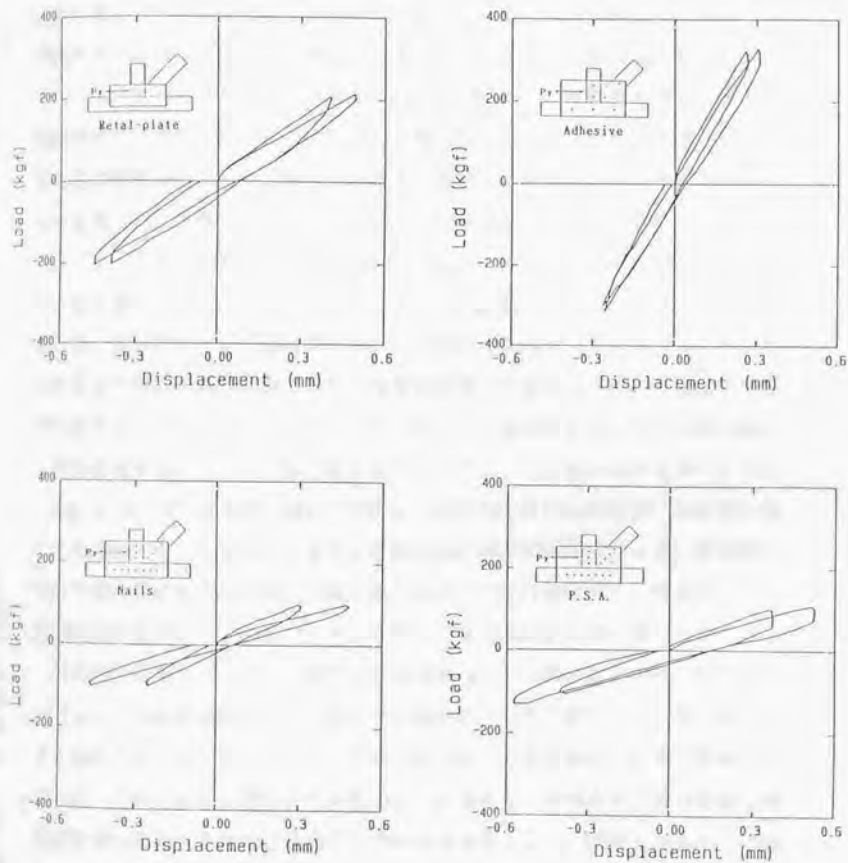 400
200
0
-200
400
-0.6
-0.3
0.00
0.3
0.6
Load (kgf)
Displacement (mm)
Py
Retal-plate
400
200
0
-200
-400
-0.6
-0.3
0.00
0.3
0.6
Load (kgf)
Displacement (mm)
Py
Adhesive
400
200
0
-200
-400
-0.6
-0.3
0.00
0.3
0.6
Load (kgf)
Displacement (mm)
Py
Nails
400
200
0
-200
-400
-0.6
-0.3
0.00
0.3
0.6
Load (kgf)
Displacement (mm)
Py
P.S.A.